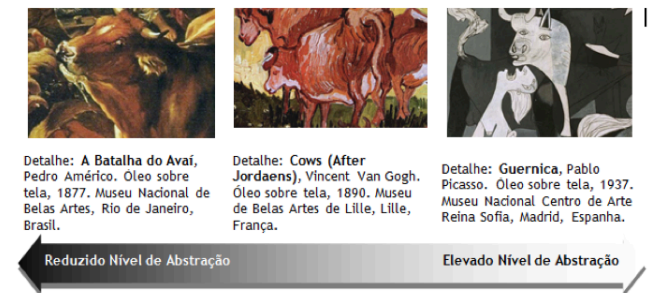 Detalhe: A Batalha do Avaí,
Pedro Américo. Óleo sobre
tela, 1877. Museu Nacional de
Belas Artes, Rio de Janeiro,
Brasil.
Detalhe: Cows (After
Jordaens), Vincent Van Gogh.
Óleo sobre tela, 1890. Museu
de Belas Artes de Lille, Lille,
França.
Detalhe: Guernica, Pablo
Picasso. Óleo sobre tela, 1937.
Museu Nacional Centro de Arte
Reina Sofia, Madrid, Espanha.
Reduzido Nível de Abstração
Elevado Nível de Abstração